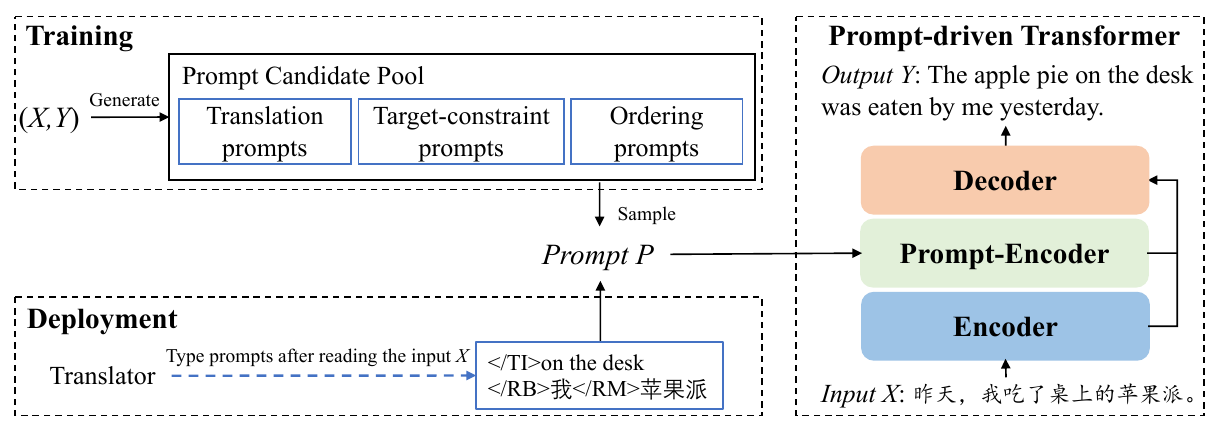 Training
(X,Y)
Generate
Prompt Candidate Pool
Translation
prompts
Target-constraint
prompts
Ordering
prompts
Sample
Prompt P
Deployment
Translator
Type prompts after reading the input X
</TI>on the desk
</RB>我</RM>苹果派
Prompt-driven Transformer
Output Y: The apple pie on the desk
was eaten by me yesterday.
Decoder
Prompt-Encoder
Encoder
Input X: 昨天，我吃了桌上的苹果派。